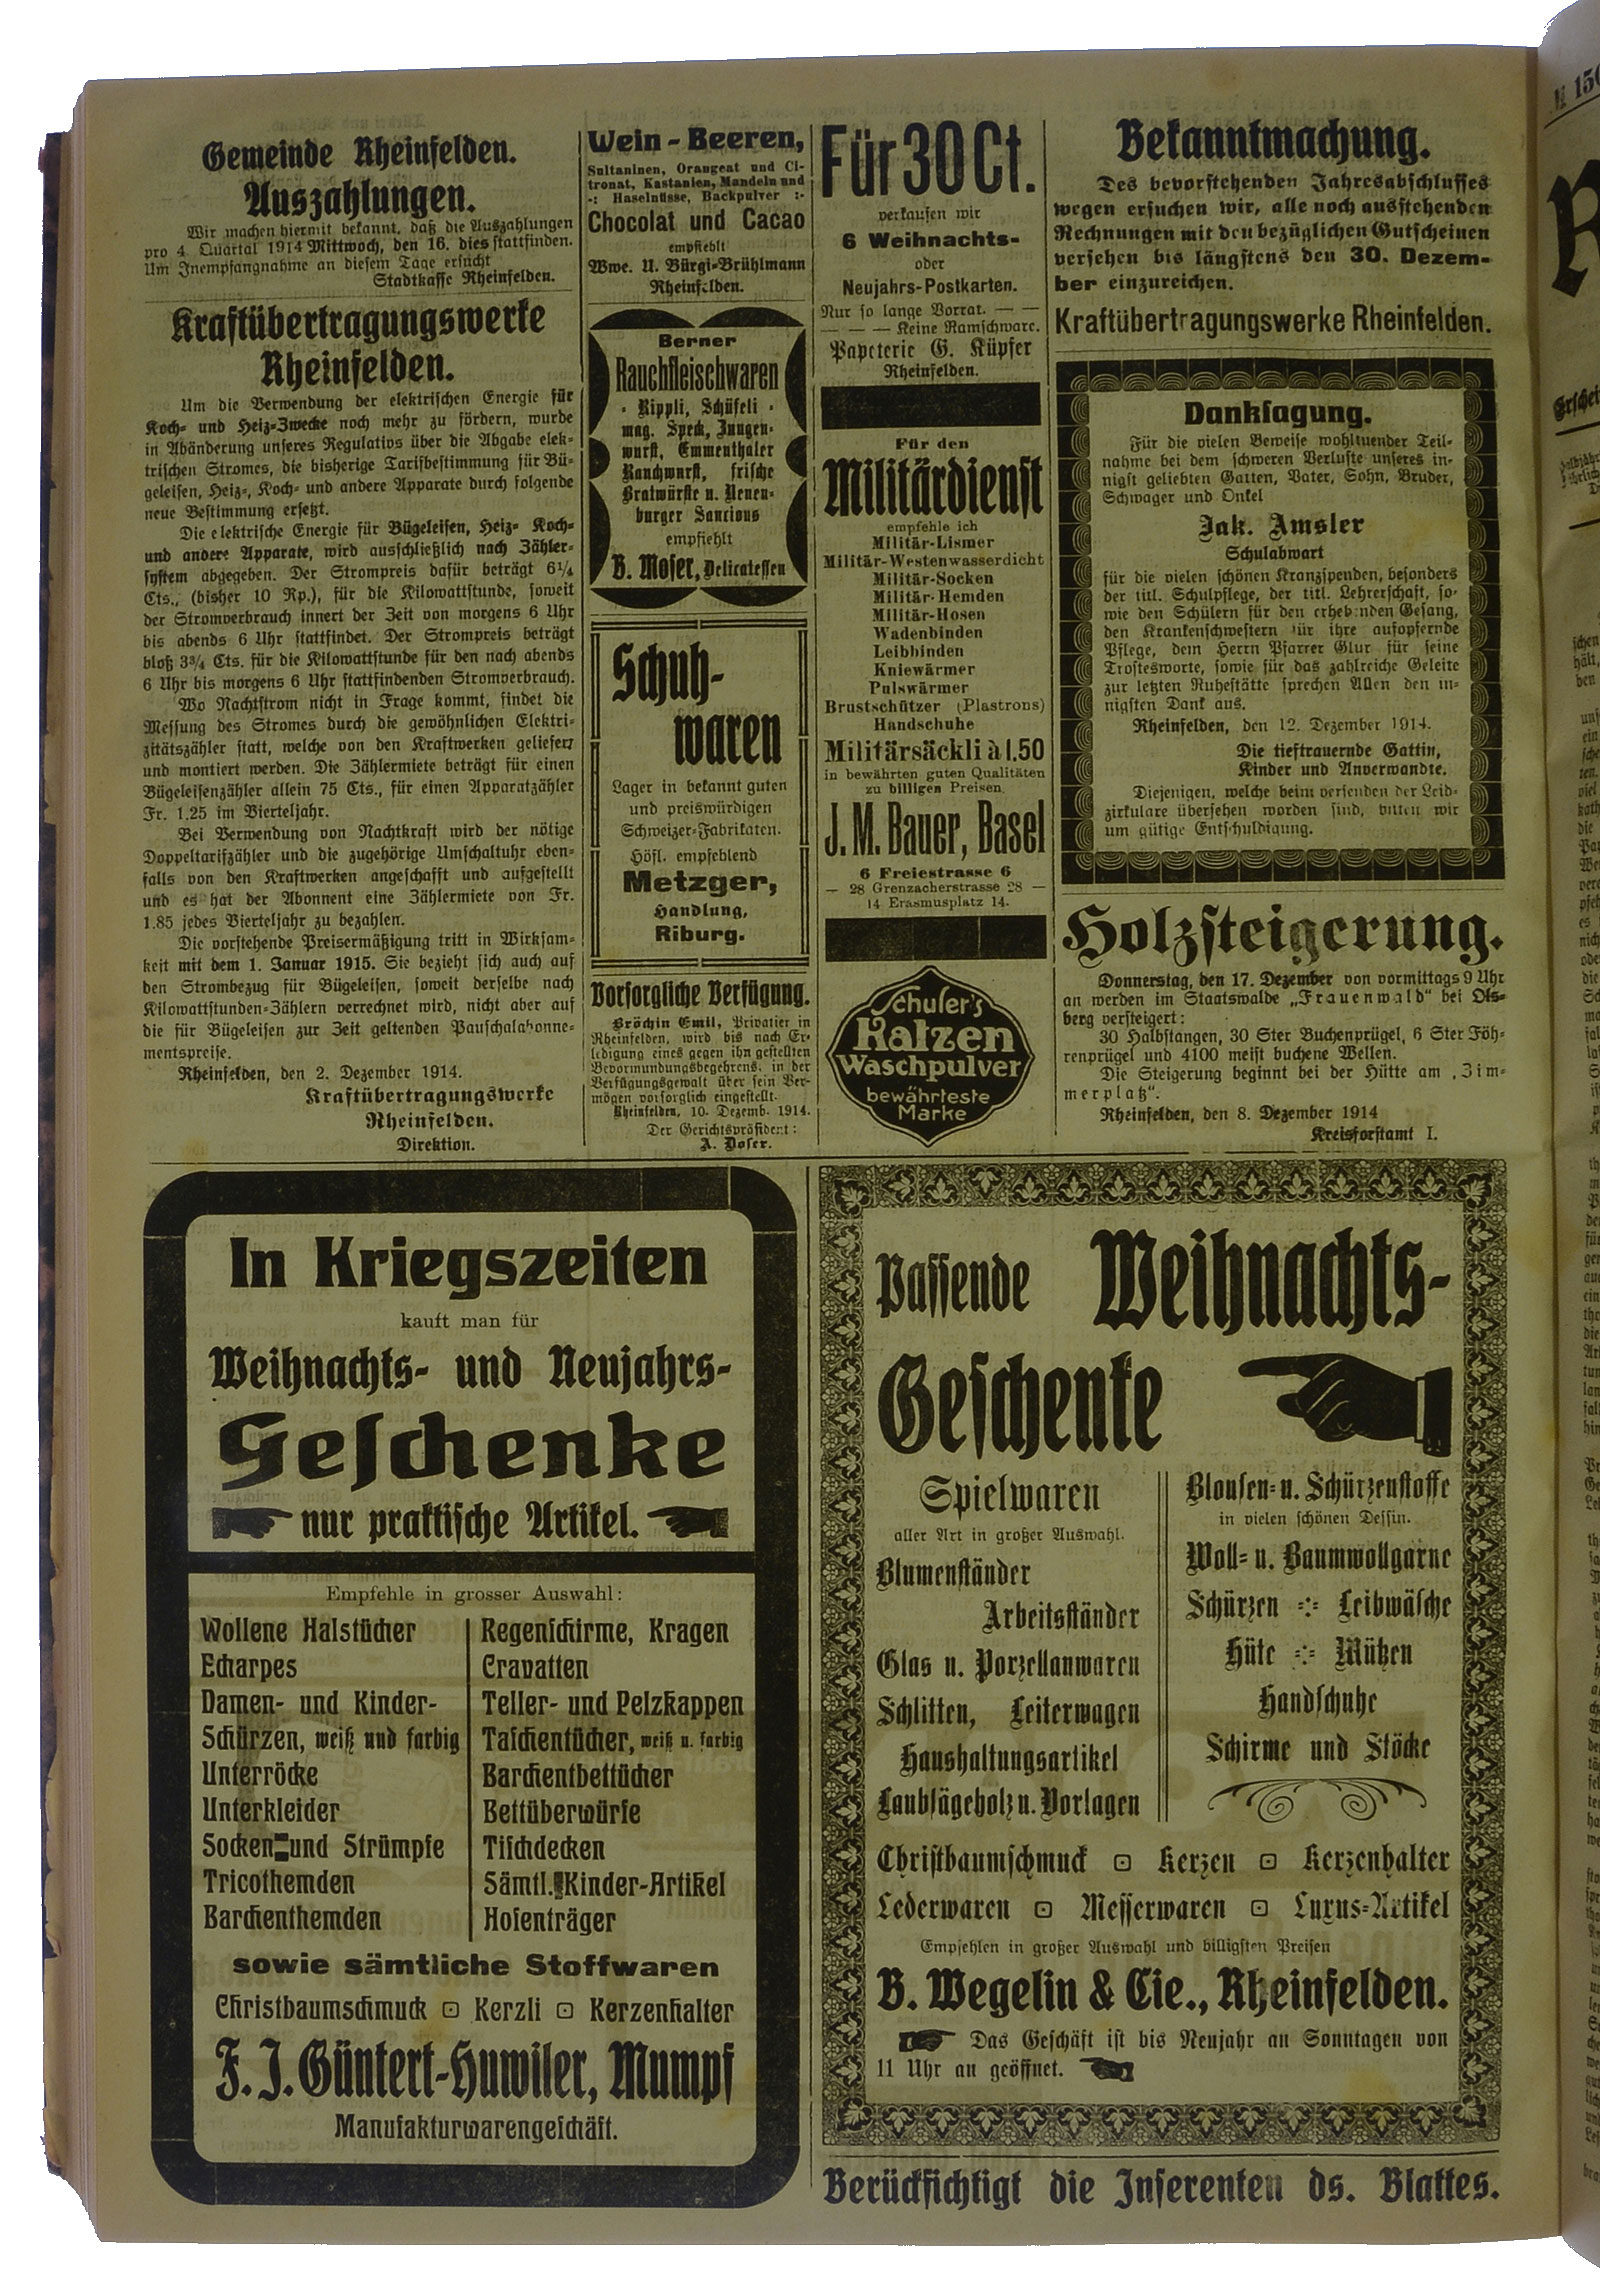 Gemeinde Rheinfelden.
Auszahlungen.
Wir machen hiermit bekannt, daß die Auszahlungen
pro 4. Quartal 1914 Mittwoch, den 16. dies stattfinden.
Um Inempfangnahme an diesem Tage ersucht
Stadtkasse Rheinfelden.
Kraftübertragungswerke
Rheinfelden.
Um die Verwendung der elektrischen Energie für
Koch- und Heiz-Zwecke noch mehr zu fördern, wurde
in Abänderung unseres Regulativs über die Abgabe elek-
trischen Stromes, die bisherige Tarifbestimmung für Bü-
geleisen, Heiz-, Koch- und andere Apparate durch folgende
neue Bestimmung ersetzt.
Die elektrische Energie für Bügeleisen, Heiz- Koch-
und andere Apparate, wird ausschließlich nach Zähler-
system abgegeben. Der Strompreis dafür beträgt 6¼
Cts., (bisher 10 Rp.), für die Kilowattstunde, soweit
der Stromverbrauch innert der Zeit von morgens 6 Uhr
bis abends 6 Uhr stattfindet. Der Strompreis beträgt
bloß 3¾ Cts. für die Kilowattstunde für den nach abends
6 Uhr bis morgens 6 Uhr stattfindenden Stromverbrauch.
Wo Nachtstrom nicht in Frage kommt, findet die
Messung des Stromes durch die gewöhnlichen Elektri-
zitätszähler statt, welche von den Kraftwerken geliefert
und montiert werden. Die Zählermiete beträgt für einen
Bügeleisenzähler allein 75 Cts., für einen Apparatzähler
Fr. 1.25 im Vierteljahr.
Bei Verwendung von Nachtkraft wird der nötige
Doppeltarifzähler und die zugehörige Umschaltuhr eben-
falls von den Kraftwerken angeschafft und aufgestellt
und es hat der Abonnent eine Zählermiete von Fr.
1.85 jedes Vierteljahr zu bezahlen.
Die vorstehende Preisermäßigung tritt in Wirksam-
keit mit dem 1. Januar 1915. Sie bezieht sich auch auf
den Strombezug für Bügeleisen, soweit derselbe nach
Kilowattstunden-Zählern verrechnet wird, nicht aber auf
die für Bügeleisen zur Zeit geltenden Pauschalabonne-
mentspreise.
Rheinfelden, den 2. Dezember 1914.
Kraftübertragungswerke
Rheinfelden.
Direktion.
Wein-Beeren,
Sultaninen, Orangeat und Ci-
tronat, Kastanien, Mandeln und
-: Haselnüsse, Backpulver :-
Chocolat und Cacao
empfiehlt
Wwe. U. Bürgi-Brühlmann
Rheinfelden.
Berner
Rauchfleischwaren
Rippli, Schüfeli
mag. Speck, Zungen-
wurst, Emmenthaler
Rauchwurst, frische
Bratwürste u. Neuen-
burger Saucions
empfiehlt
B. Moser, Delicatessen
Schuh-
waren
Lager in bekannt guten
und preiswürdigen
Schweizer-Fabrikaten.
Höfl. empfehlend
Metzger,
Handlung,
Riburg.
Vorsorgliche Verfügung.
Bröchin Emil, Privatier in
Rheinfelden, wird bis nach Er-
ledigung eines gegen ihn gestellten
Bevormundungsbegehrens, in der
Verfügungsgewalt über sein Ver-
mögen vorsorglich eingestellt.
Rheinfelden, 10. Dezemb. 1914.
Der Gerichtspräsident:
A. Doser.
Für 30 Ct.
verkaufen wir
6 Weihnachts-
oder
Neujahrs-Postkarten.
Nur so lange Vorrat. — —
— — — Keine Ramschware.
Papeterie G. Küpfer
Rheinfelden.
Für den
Militärdienst
empfehle ich
Militär-Lismer
Militär-Westenwasserdicht
Militär-Socken
Militär-Hemden
Militär-Hosen
Wadenbinden
Leibbinden
Kniewärmer
Pulswärmer
Brustschützer (Plastrons)
Handschuhe
Militärsäckli à 1.50
in bewährten guten Qualitäten
zu billigen Preisen.
J. M. Bauer, Basel
6 Freiestrasse 6
— 28 Grenzacherstrasse 28 —
14 Erasmusplatz 14.
Schuler's
Katzen
Waschpulver
bewährteste
Marke
Bekanntmachung.
Des bevorstehenden Jahresabschlusses
wegen ersuchen wir, alle noch ausstehenden
Rechnungen mit den bezüglichen Gutscheinen
versehen bis längstens den 30. Dezem-
ber einzureichen.
Kraftübertragungswerke Rheinfelden.
Danksagung.
Für die vielen Beweise wohltuender Teil-
nahme bei dem schweren Verluste unseres in-
nigst geliebten Gatten, Vater, Sohn, Bruder,
Schwager und Onkel
Jak. Amsler
Schulabwart
für die vielen schönen Kranzspenden, besonders
der titl. Schulpflege, der titl. Lehrerschaft, so-
wie den Schülern für den erhebenden Gesang,
den Krankenschwestern für ihre aufopfernde
Pflege, dem Herrn Pfarrer Glur für seine
Trostesworte, sowie für das zahlreiche Geleite
zur letzten Ruhestätte sprechen Allen den in-
nigsten Dank aus.
Rheinfelden, den 12. Dezember 1914.
Die tieftrauernde Gattin,
Kinder und Anverwandte.
Diejenigen, welche beim versenden der Leid-
zirkulare übersehen worden sind, bitten wir
um gütige Entschuldigung.
Holzsteigerung.
Donnerstag, den 17. Dezember von vormittags 9 Uhr
an werden im Staatswalde „Frauenwald“ bei Ols-
berg versteigert:
30 Halbstangen, 30 Ster Buchenprügel, 6 Ster Föh-
renprügel und 4100 meist buchene Wellen.
Die Steigerung beginnt bei der Hütte am „Zim-
merplatz“.
Rheinfelden, den 8. Dezember 1914
Kreisforstamt I.
In Kriegszeiten
kauft man für
Weihnachts- und Neujahrs-
Geschenke
nur praktische Artikel.
Empfehle in grosser Auswahl:
Wollene Halstücher
Echarpes
Damen- und Kinder-
Schürzen, weiß und farbig
Unterröcke
Unterkleider
Socken und Strümpfe
Tricothemden
Barchenthemden
Regenschirme, Kragen
Cravatten
Teller- und Pelzkappen
Taschentücher, weiß u. farbig
Barchentbettücher
Bettüberwürfe
Tischdecken
Sämtl. Kinder-Artikel
Hosenträger
sowie sämtliche Stoffwaren
Christbaumschmuck ⊡ Kerzli ⊡ Kerzenhalter
F. J. Güntert-Huwiler, Mumpf
Manufakturwarengeschäft.
Passende Weihnachts-
Geschenke
Spielwaren
aller Art in großer Auswahl.
Blumenständer
Arbeitsständer
Glas u. Porzellanwaren
Schlitten, Leiterwagen
Haushaltungsartikel
Laubsägeholz u. Vorlagen
Blousen- u. Schürzenstoffe
in vielen schönen Dessin.
Woll- u. Baumwollgarne
Schürzen Leibwäsche
Hüte Mützen
Handschuhe
Schirme und Stöcke
Christbaumschmuck ⊡ Kerzen ⊡ Kerzenhalter
Lederwaren ⊡ Messerwaren ⊡ Luxus-Artikel
Empfehlen in großer Auswahl und billigsten Preisen
B. Wegelin & Cie., Rheinfelden.
Das Geschäft ist bis Neujahr an Sonntagen von
11 Uhr an geöffnet.
Berücksichtigt die Inserenten ds. Blattes.